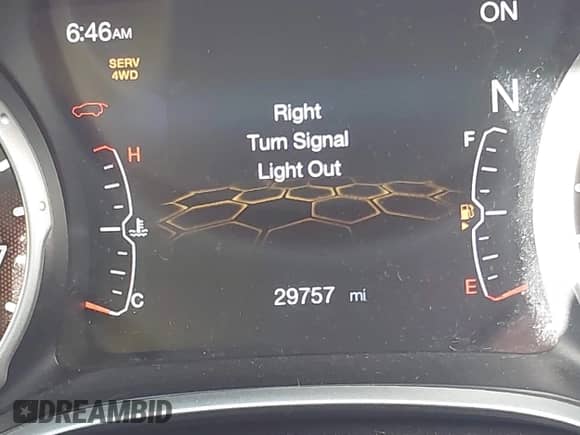 6:46AM
ON
SERV
4WD
N
Right
Turn Signal
Light Out
H
F
C
E
29757 mi
DREAMBID